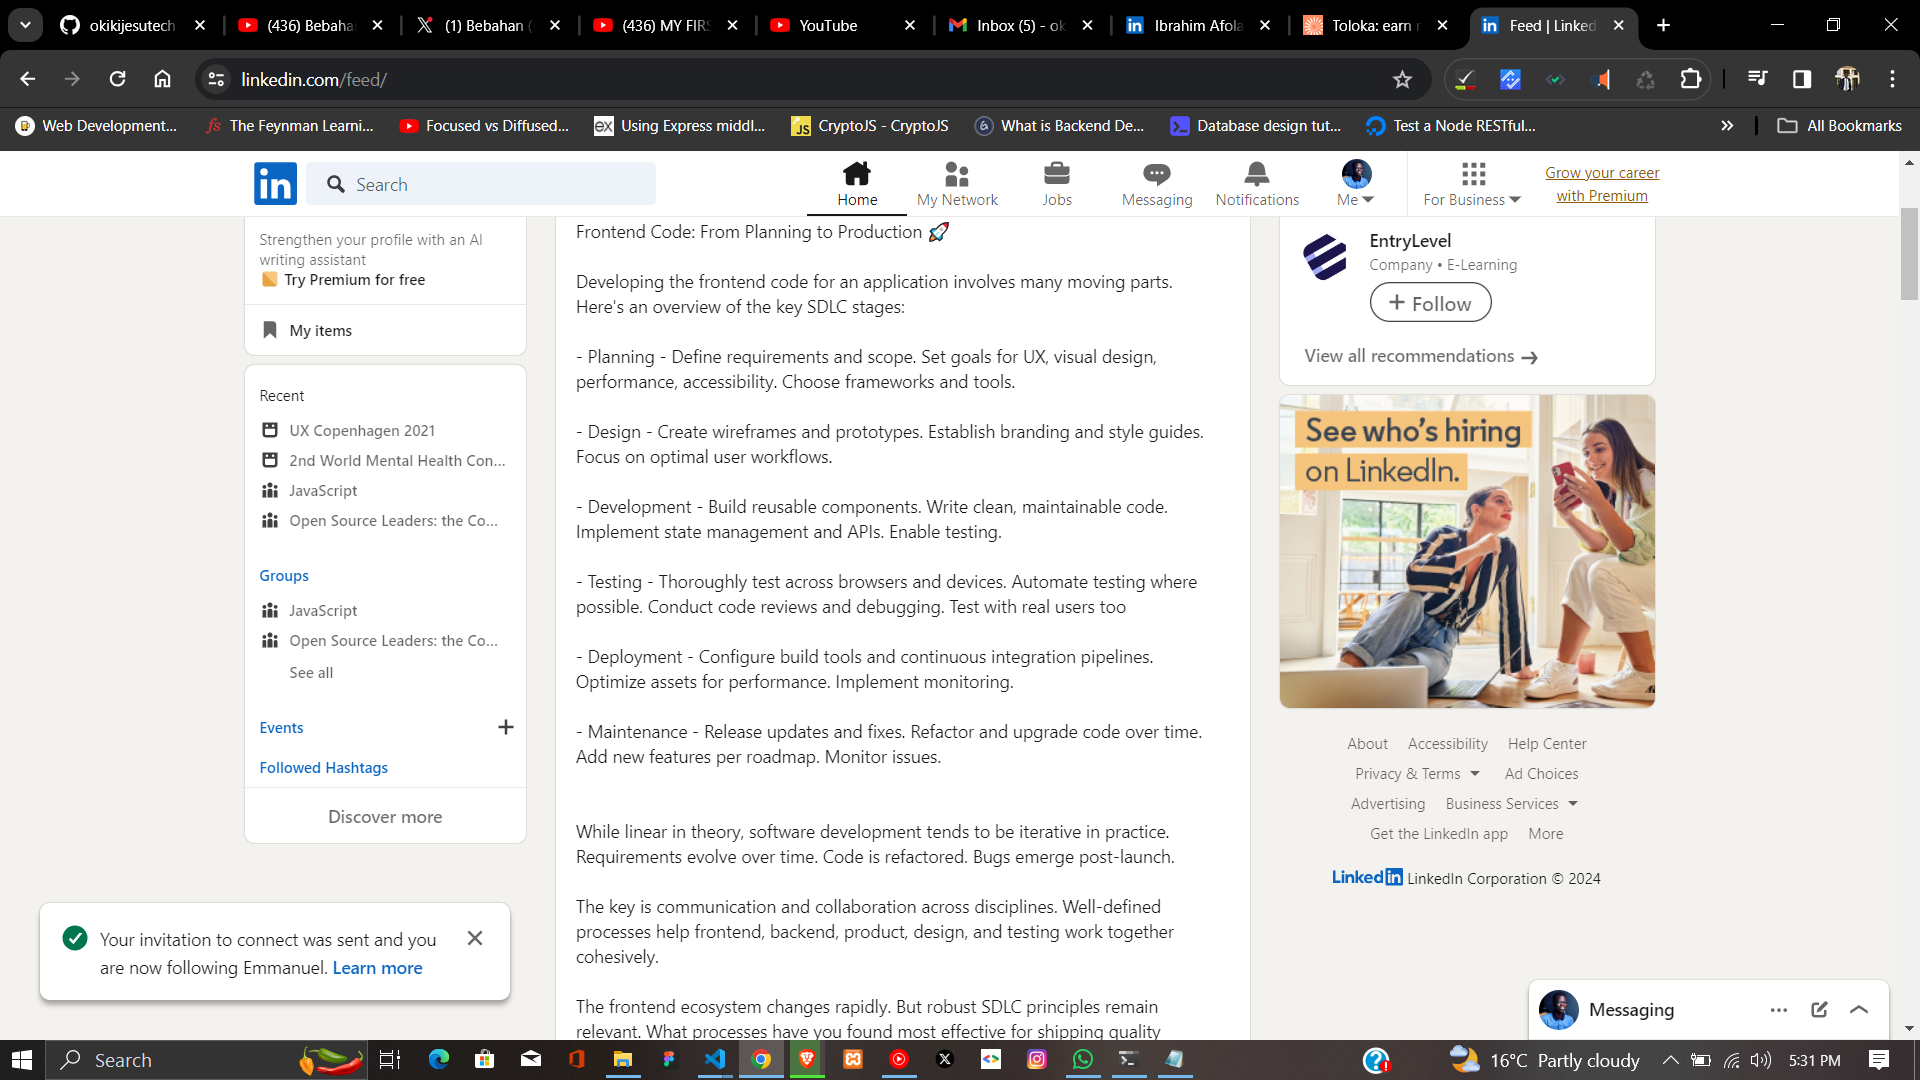 okikijesutech
(436) Bebaha
(1) Bebahan (
(436) MY FIRS
YouTube
Inbox (5) - ok
Ibrahim Afola
Toloka: earn r
Feed | Linked
linkedin.com/feed/
Web Development...
The Feynman Learni...
Focused vs Diffused...
Using Express middl...
CryptoJS - CryptoJS
What is Backend De...
Database design tut...
Test a Node RESTful...
All Bookmarks
Search
Home
My Network
Jobs
Messaging
Notifications
Me
For Business
Grow your career
with Premium
Strengthen your profile with an AI
writing assistant
Try Premium for free
My items
Recent
UX Copenhagen 2021
2nd World Mental Health Con...
JavaScript
Open Source Leaders: the Co...
Groups
JavaScript
Open Source Leaders: the Co...
See all
Events
Followed Hashtags
Discover more
Frontend Code: From Planning to Production 🚀
Developing the frontend code for an application involves many moving parts.
Here's an overview of the key SDLC stages:
- Planning - Define requirements and scope. Set goals for UX, visual design,
performance, accessibility. Choose frameworks and tools.
- Design - Create wireframes and prototypes. Establish branding and style guides.
Focus on optimal user workflows.
- Development - Build reusable components. Write clean, maintainable code.
Implement state management and APIs. Enable testing.
- Testing - Thoroughly test across browsers and devices. Automate testing where
possible. Conduct code reviews and debugging. Test with real users too
- Deployment - Configure build tools and continuous integration pipelines.
Optimize assets for performance. Implement monitoring.
- Maintenance - Release updates and fixes. Refactor and upgrade code over time.
Add new features per roadmap. Monitor issues.
While linear in theory, software development tends to be iterative in practice.
Requirements evolve over time. Code is refactored. Bugs emerge post-launch.
The key is communication and collaboration across disciplines. Well-defined
processes help frontend, backend, product, design, and testing work together
cohesively.
The frontend ecosystem changes rapidly. But robust SDLC principles remain
relevant. What processes have you found most effective for shipping quality
EntryLevel
Company • E-Learning
+ Follow
View all recommendations →
See who's hiring
on LinkedIn.
About Accessibility Help Center
Privacy & Terms Ad Choices
Advertising Business Services
Get the LinkedIn app More
LinkedIn LinkedIn Corporation © 2024
Your invitation to connect was sent and you
are now following Emmanuel. Learn more
Messaging
Search
16°C Partly cloudy
5:31 PM